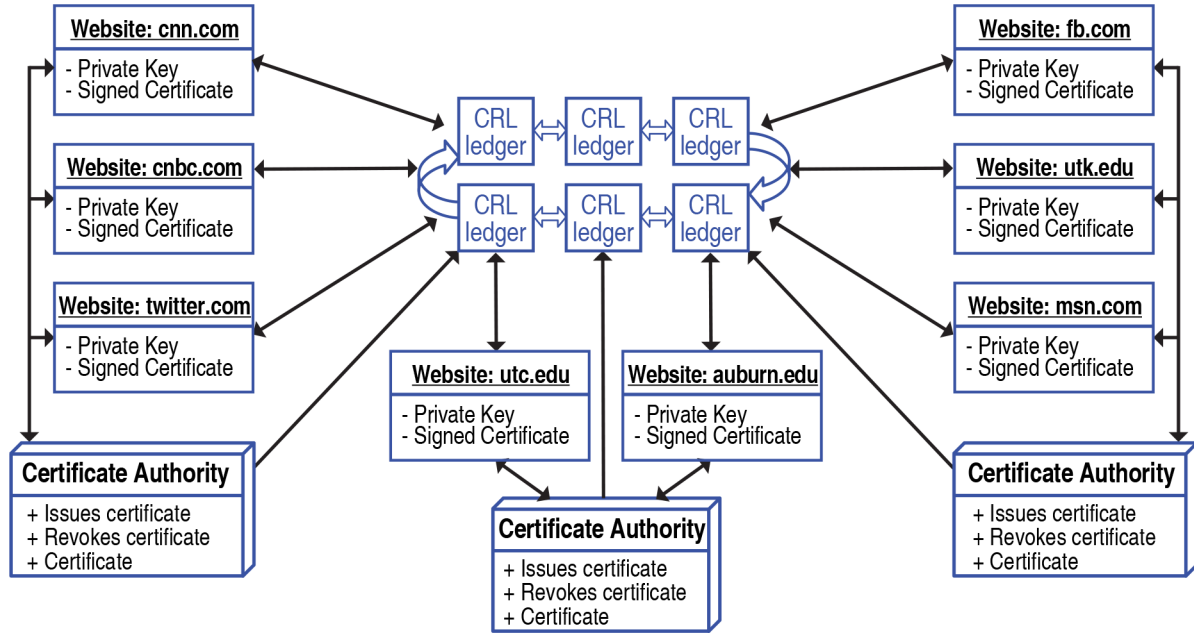 Website: cnn.com
- Private Key
- Signed Certificate
Website: fb.com
- Private Key
- Signed Certificate
CRL
ledger
CRL
ledger
CRL
ledger
Website: cnbc.com
- Private Key
- Signed Certificate
Website: utk.edu
- Private Key
- Signed Certificate
CRL
ledger
CRL
ledger
CRL
ledger
Website: twitter.com
- Private Key
- Signed Certificate
Website: msn.com
- Private Key
- Signed Certificate
Website: utc.edu
- Private Key
- Signed Certificate
Website: auburn.edu
- Private Key
- Signed Certificate
Certificate Authority
+ Issues certificate
+ Revokes certificate
+ Certificate
Certificate Authority
+ Issues certificate
+ Revokes certificate
+ Certificate
Certificate Authority
+ Issues certificate
+ Revokes certificate
+ Certificate